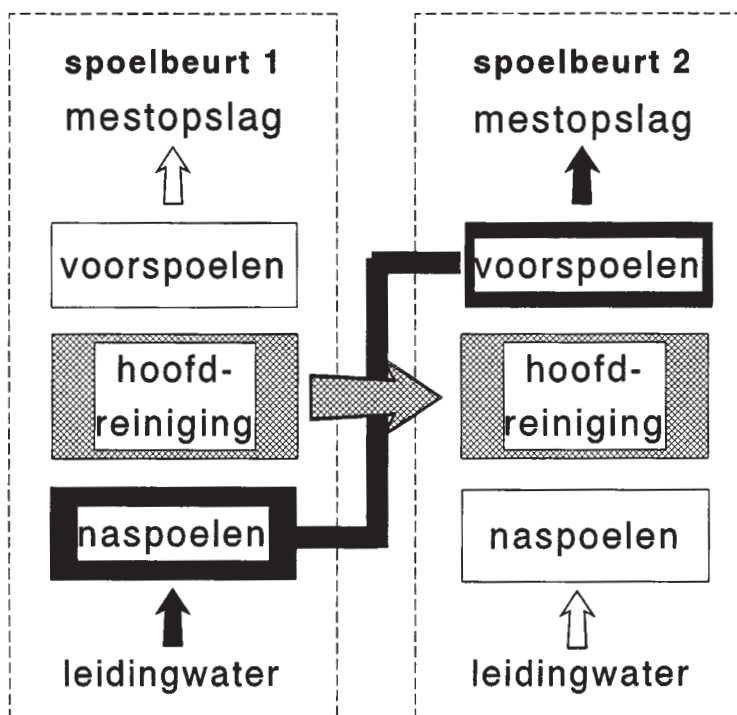 spoelbeurt 1
mestopslag
voorspoelen
hoofd-
reiniging
naspoelen
leidingwater
spoelbeurt 2
mestopslag
voorspoelen
hoofd-
reiniging
naspoelen
leidingwater